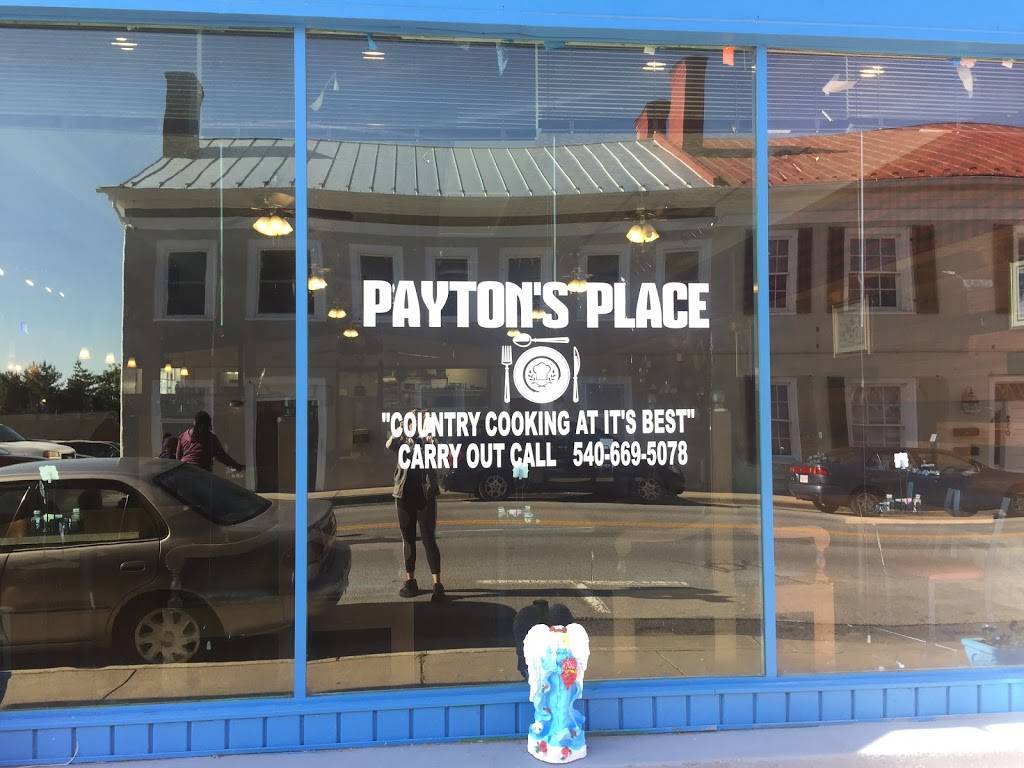 PAYTON'S PLACE
"COUNTRY COOKING AT IT'S BEST"
CARRY OUT CALL 540-669-5078